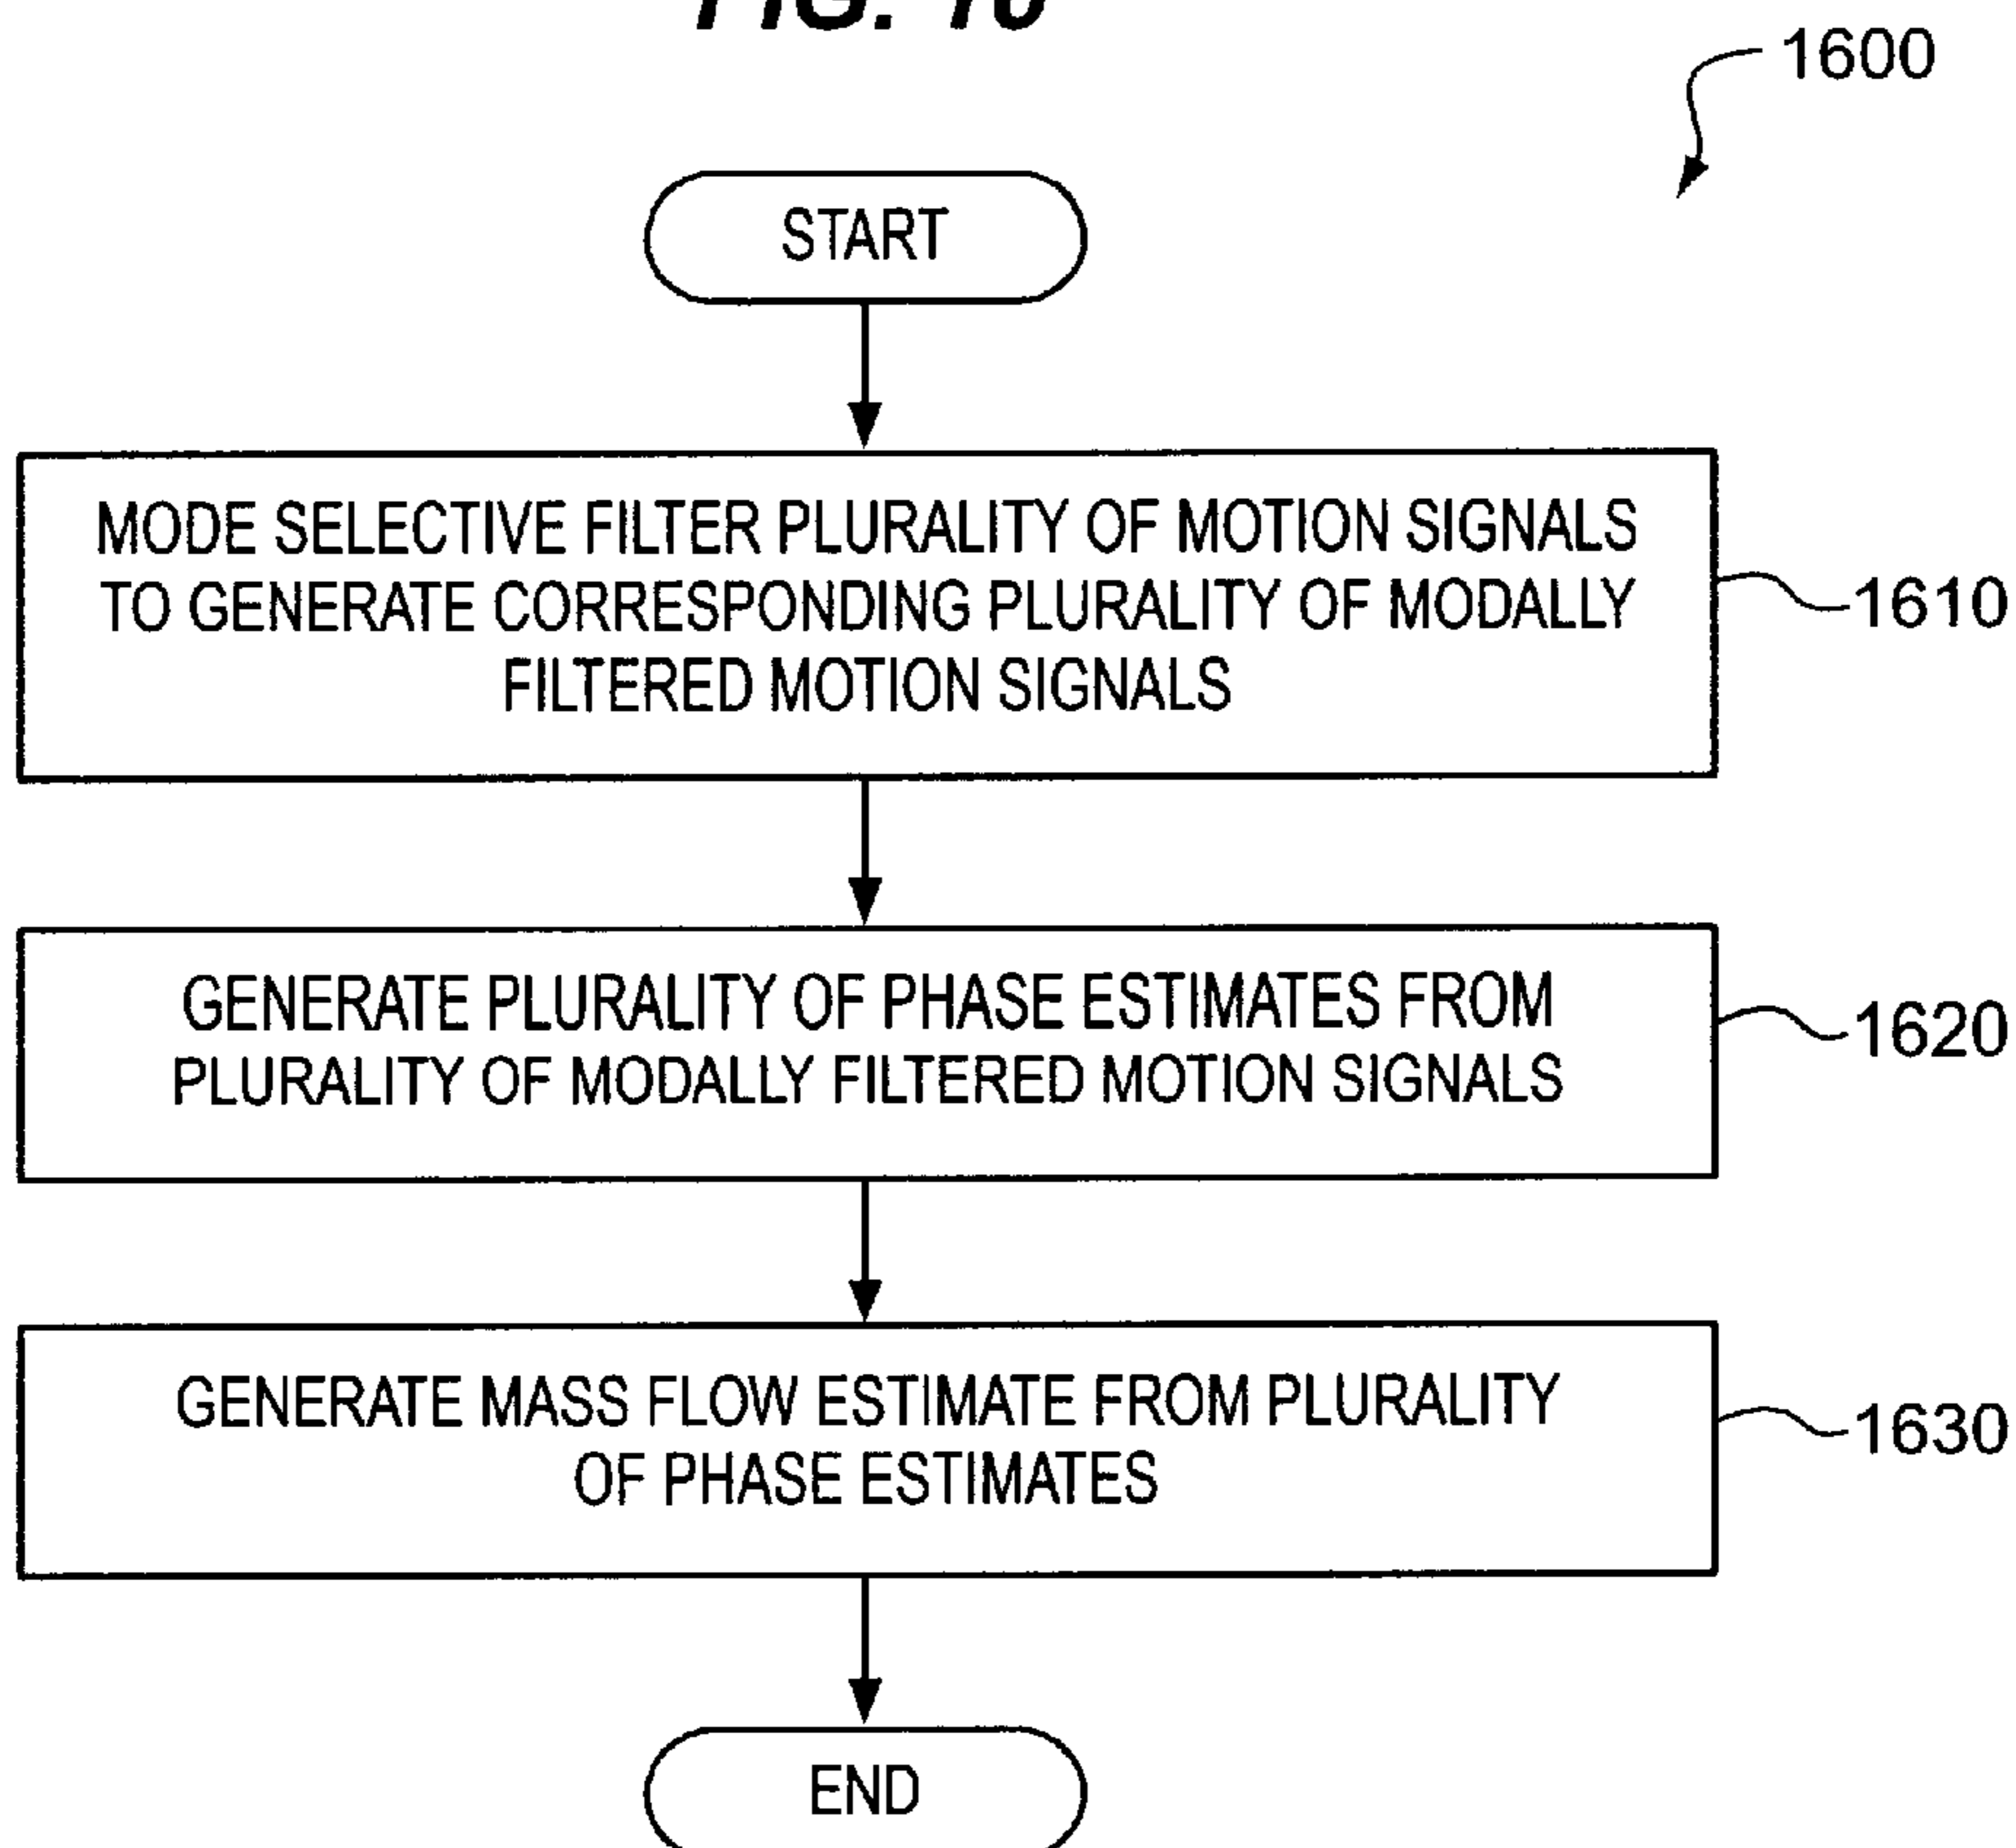 FIG.
1600
START
MODE SELECTIVE FILTER PLURALITY OF MOTION SIGNALS
TO GENERATE CORRESPONDING PLURALITY OF MODALLY
FILTERED MOTION SIGNALS
1610
GENERATE PLURALITY OF PHASE ESTIMATES FROM
PLURALITY OF MODALLY FILTERED MOTION SIGNALS
1620
GENERATE MASS FLOW ESTIMATE FROM PLURALITY
OF PHASE ESTIMATES
1630
END